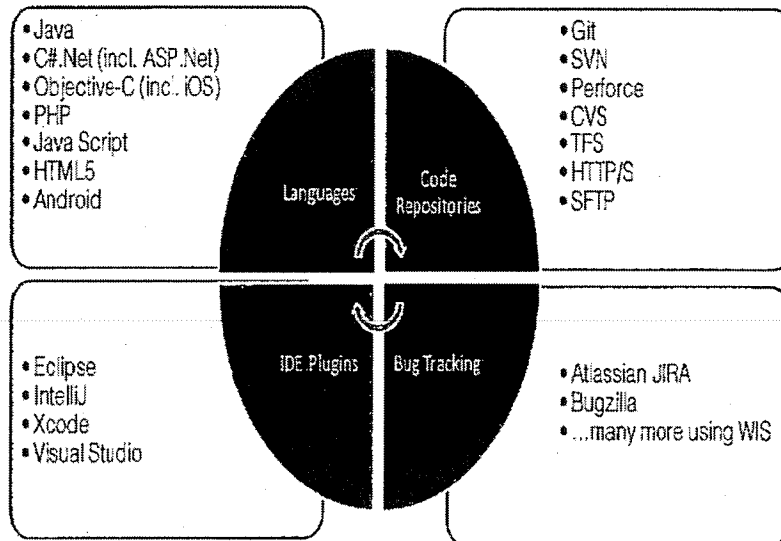 • Java
• C#.Net (incl. ASP.Net)
• Objective-C (incl. iOS)
• PHP
• Java Script
• HTML5
• Android
• Git
• SVN
• Perforce
• CVS
• TFS
• HTTP/S
• SFTP
Languages
Code
Repositories
IDE Plugins
Bug Tracking
• Eclipse
• IntelliJ
• Xcode
• Visual Studio
• Atlassian JIRA
• Bugzilla
• ...many more using WIS